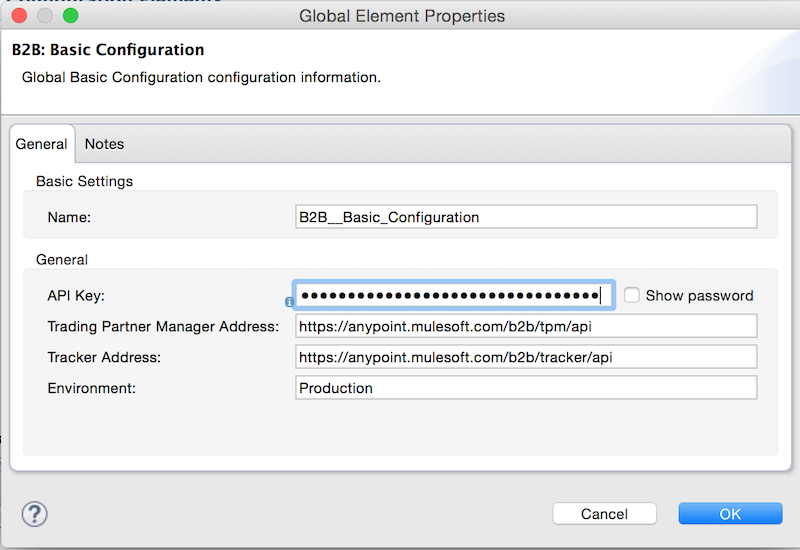 Global Element Properties
B2B: Basic Configuration
Global Basic Configuration configuration information.
General Notes
Basic Settings
Name: B2B__Basic_Configuration
General
API Key: ●●●●●●●●●●●●●●●●●●●●●●●●●●●●●●●● Show password
Trading Partner Manager Address: https://anypoint.mulesoft.com/b2b/tpm/api
Tracker Address: https://anypoint.mulesoft.com/b2b/tracker/api
Environment: Production
? Cancel OK